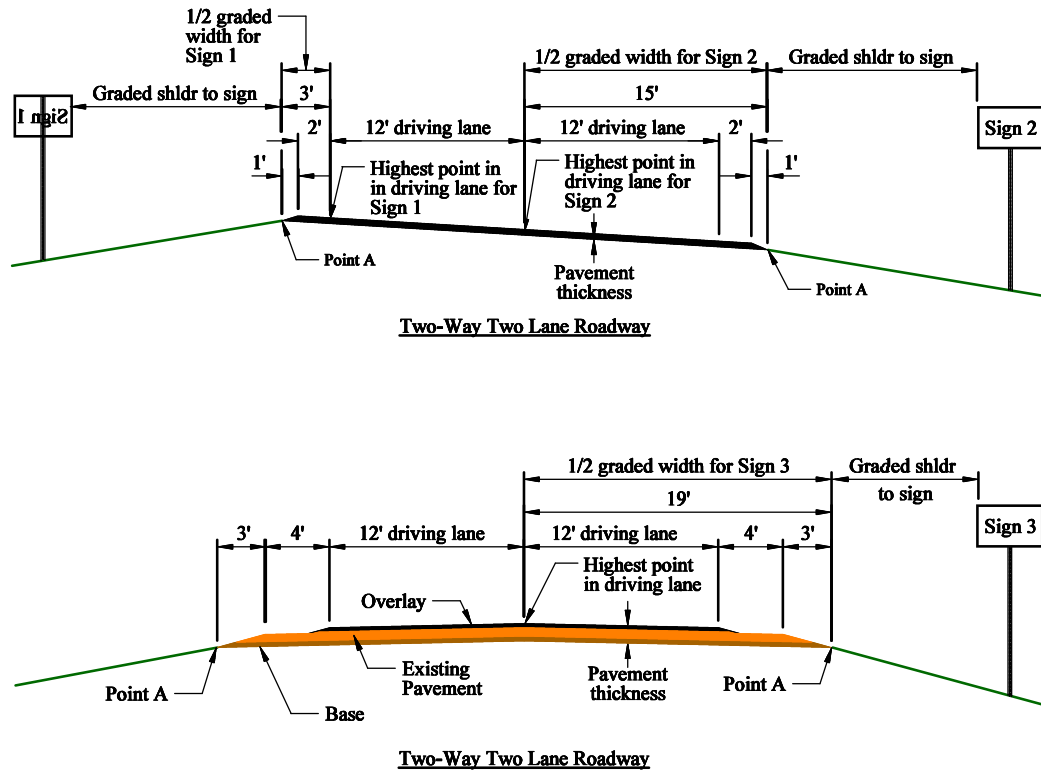 1/2 graded
width for
Sign 1
1/2 graded width for Sign 2
Graded shldr to sign
Graded shldr to sign
3'
15'
Sign 1
2'
12' driving lane
12' driving lane
2'
Sign 2
1'
Highest point in
in driving lane for
Sign 1
Highest point in
driving lane for
Sign 2
1'
Point A
Pavement
thickness
Point A
Two-Way Two Lane Roadway
1/2 graded width for Sign 3
Graded shldr
to sign
19'
3'
4'
12' driving lane
12' driving lane
4'
3'
Sign 3
Highest point
in driving lane
Overlay
Point A
Existing
Pavement
Pavement
thickness
Point A
Base
Two-Way Two Lane Roadway